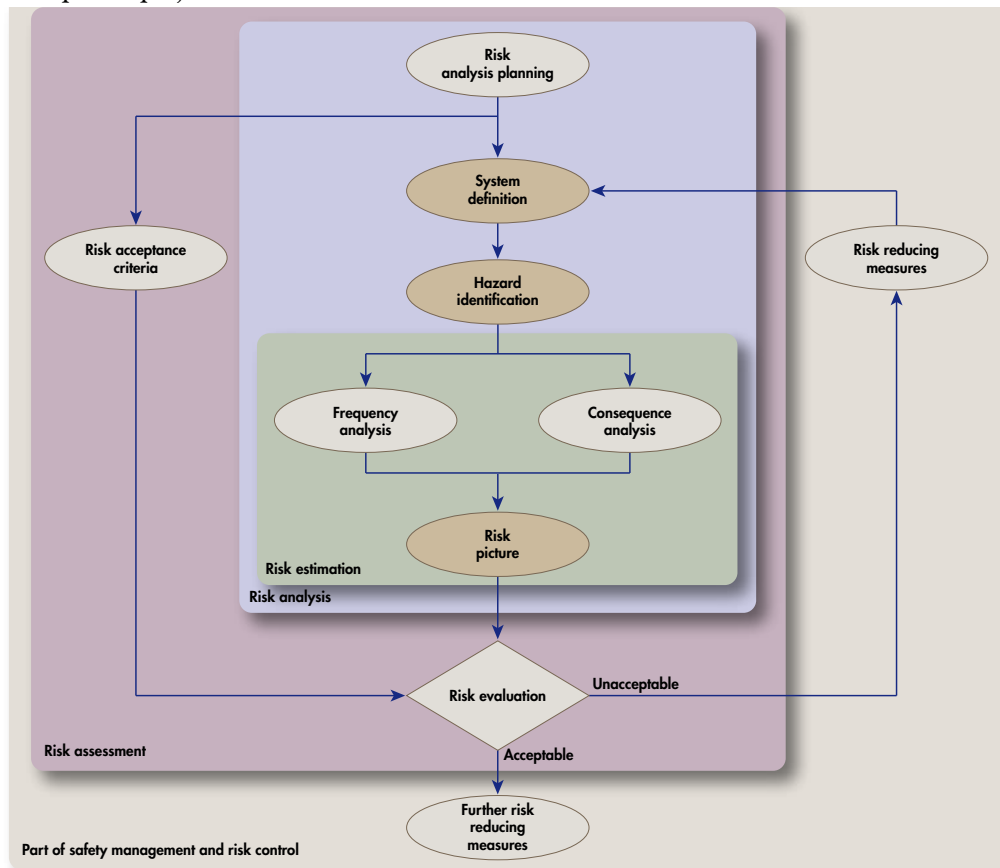 Risk
analysis planning
System
definition
Risk acceptance
criteria
Risk reducing
measures
Hazard
identification
Frequency
analysis
Consequence
analysis
Risk
picture
Risk estimation
Risk analysis
Risk evaluation
Unacceptable
Risk assessment
Acceptable
Further risk
reducing
measures
Part of safety management and risk control